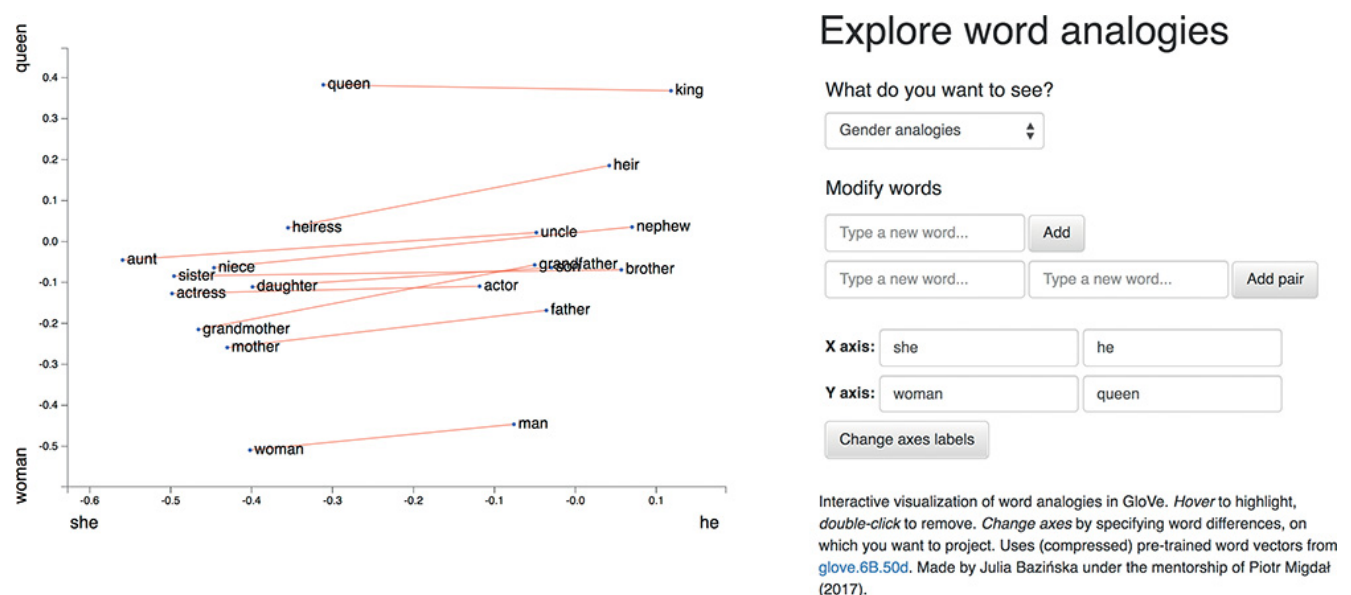 queen
0.4
0.3
0.2
0.1
0.0
-0.1
-0.2
-0.3
-0.4
-0.5
woman
queen
king
heir
heiress
uncle
nephew
aunt
niece
grandfather
son
brother
sister
daughter
actress
actor
grandmother
father
mother
man
woman
-0.6 -0.5 -0.4 -0.3 -0.2 -0.1 -0.0 0.1
she he
Explore word analogies
What do you want to see?
Gender analogies
Modify words
Type a new word... Add
Type a new word... Type a new word... Add pair
X axis: she he
Y axis: woman queen
Change axes labels
Interactive visualization of word analogies in GloVe. Hover to highlight,
double-click to remove. Change axes by specifying word differences, on
which you want to project. Uses (compressed) pre-trained word vectors from
glove.6B.50d. Made by Julia Bazińska under the mentorship of Piotr Migdał
(2017).